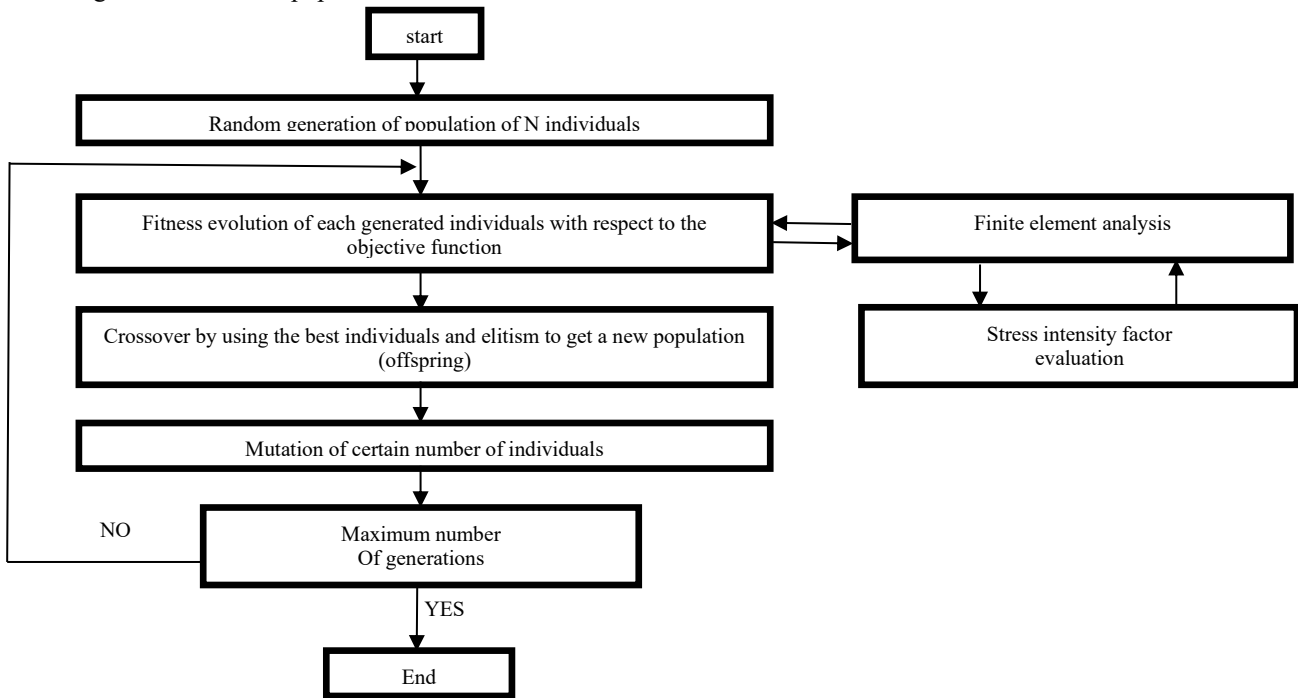 start
Random generation of population of N individuals
Fitness evolution of each generated individuals with respect to the
objective function
Finite element analysis
Crossover by using the best individuals and elitism to get a new population
(offspring)
Stress intensity factor
evaluation
Mutation of certain number of individuals
NO
Maximum number
Of generations
YES
End